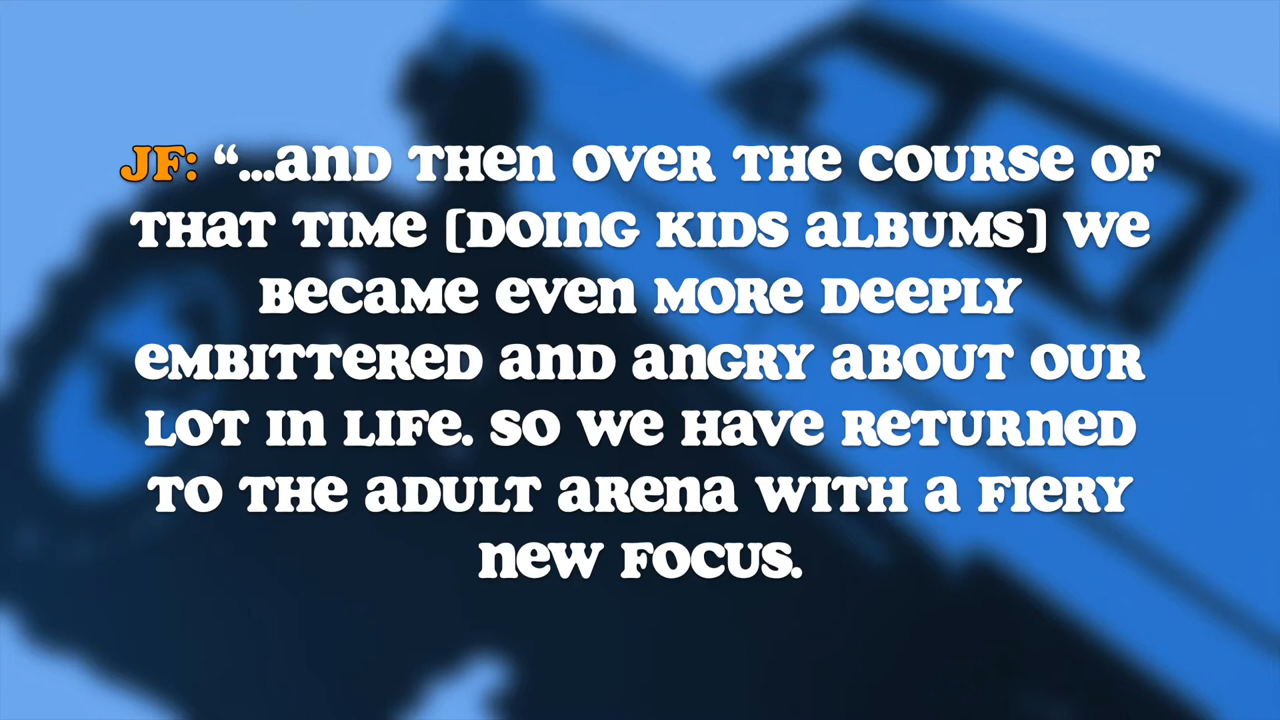 JF: “...and THen OVER THe COURSe OF
THaT TIMe [DOInG KIDS aLBUMS] We
BecaMe even MORe DeePLY
eMBITTeReD anD anGRY aBOUT OUR
LOT In LIFe. SO We Have ReTURneD
TO THe aDULT aRena WITH a FIeRY
new FOCUS.